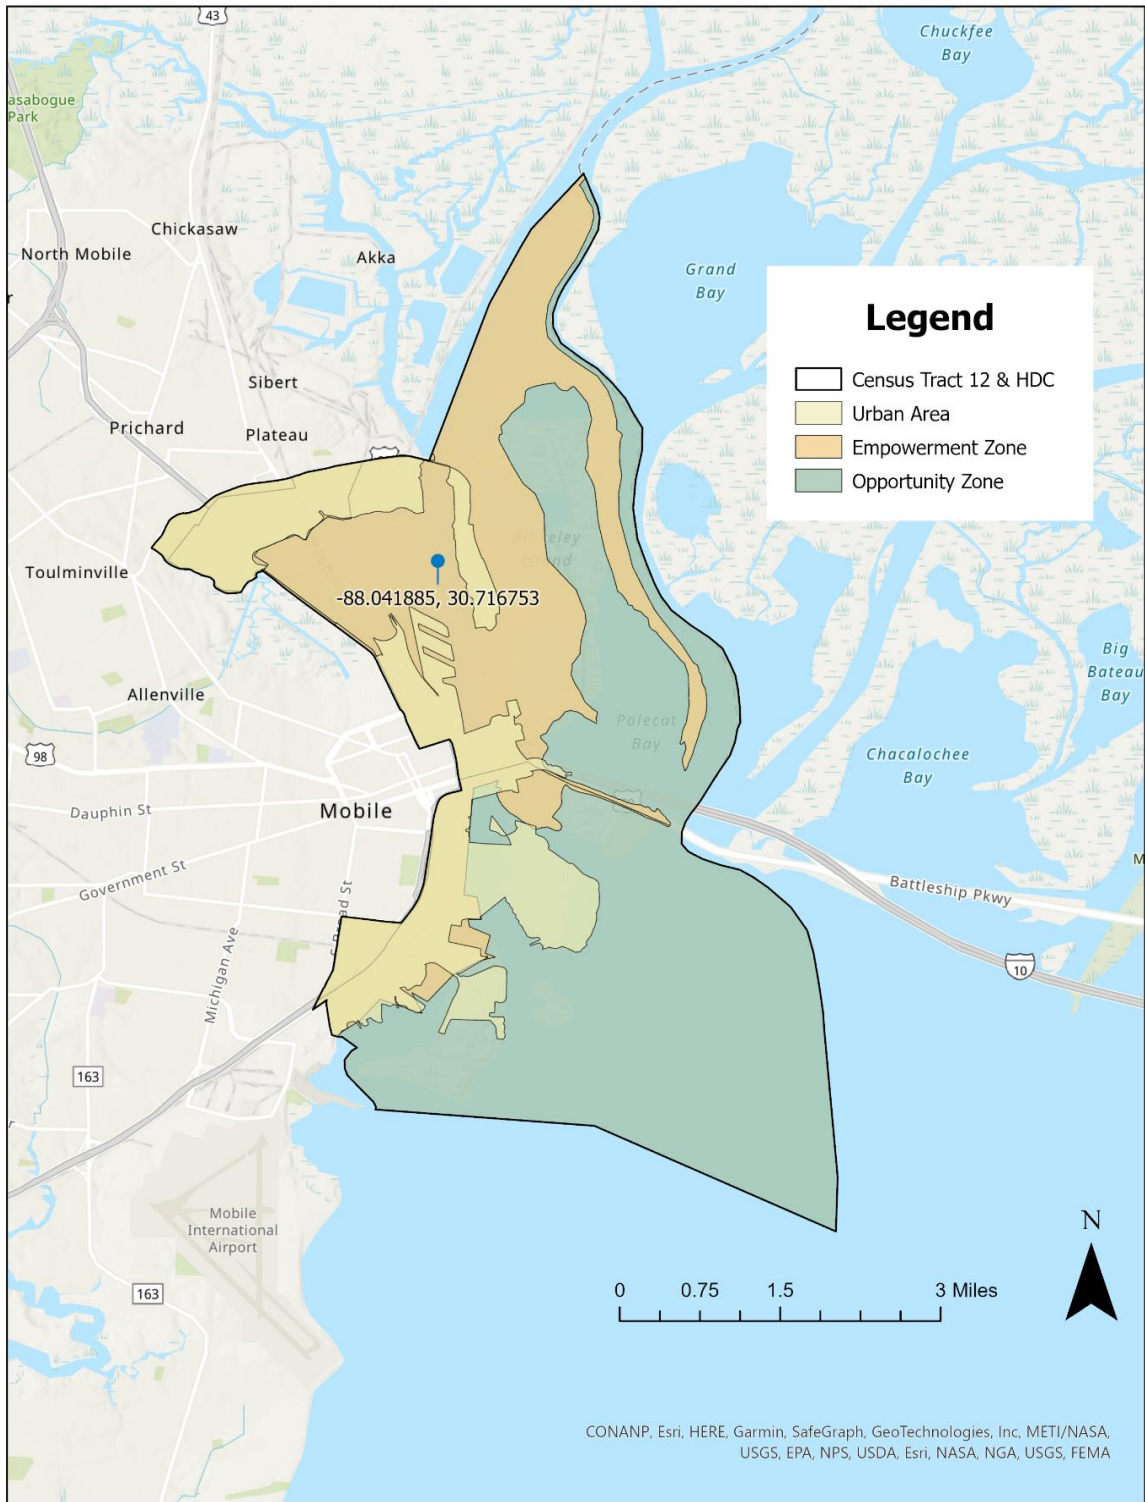 43
Chuckfee
Bay
asabogue
Park
Chickasaw
North Mobile
Akka
Grand
Bay
r
Legend
Census Tract 12 & HDC
Urban Area
Empowerment Zone
Opportunity Zone
Sibert
Prichard
Plateau
Island
Toulminville
-88.041885, 30.716753
Big
Bateau
Bay
Allenville
Polecat
Bay
98
Chacalochee
Bay
Dauphin St
Mobile
M
Government St
Battleship Pkwy
Michigan Ave
10
163
r
Mobile
International
Airport
N
163
0 0.75 1.5 3 Miles
CONANP, Esri, HERE, Garmin, SafeGraph, GeoTechnologies, Inc, METI/NASA,
USGS, EPA, NPS, USDA, Esri, NASA, NGA, USGS, FEMA